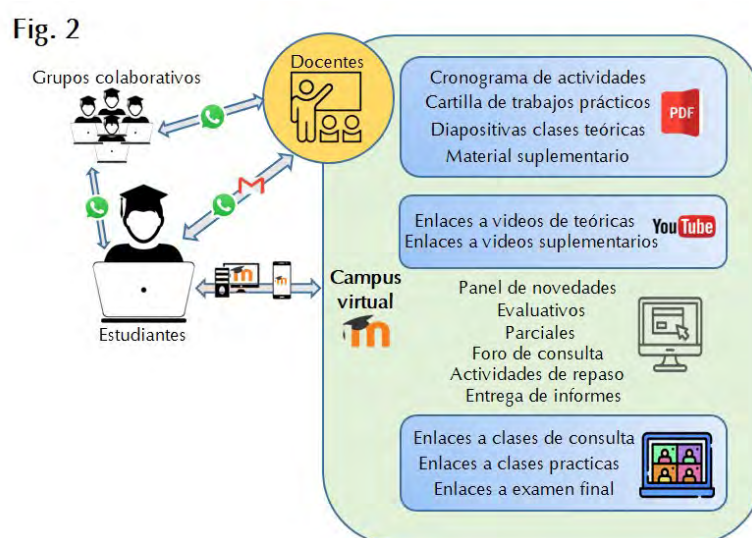 Fig. 2
Docentes
Grupos colaborativos
Estudiantes
Campus
virtual
Cronograma de actividades
Cartilla de trabajos prácticos
Diapositivas clases teóricas
Material suplementario
PDF
Enlaces a videos de teóricas
Enlaces a videos suplementarios
YouTube
Panel de novedades
Evaluativos
Parciales
Foro de consulta
Actividades de repaso
Entrega de informes
Enlaces a clases de consulta
Enlaces a clases practicas
Enlaces a examen final